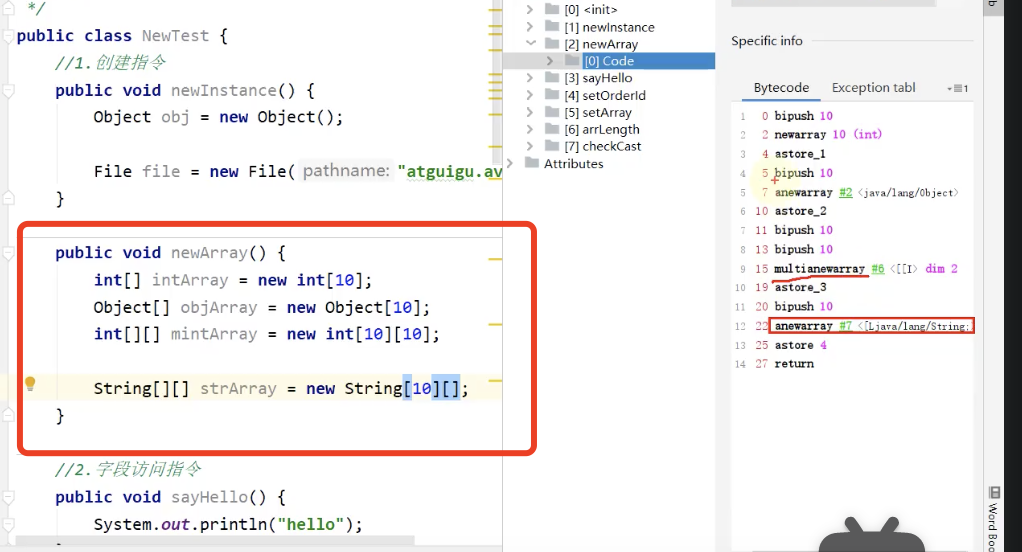 */
public class NewTest {
//1.创建指令
public void newInstance() {
Object obj = new Object();
File file = new File( pathname: "atguigu.av
}
public void newArray() {
int[] intArray = new int[10];
Object[] objArray = new Object[10];
int[][] mintArray = new int[10][10];
String[][] strArray = new String[10][];
}
//2.字段访问指令
public void sayHello() {
System.out.println("hello");
[0] <init>
[1] newInstance
[2] newArray
[0] Code
[3] sayHello
[4] setOrderId
[5] setArray
[6] arrLength
[7] checkCast
Attributes
Specific info
Bytecode Exception tabl
1
1 0 bipush 10
2 2 newarray 10 (int)
3 4 astore_1
4 5 bipush 10
5 7 anewarray #2 <java/lang/Object>
6 10 astore_2
7 11 bipush 10
8 13 bipush 10
9 15 multianewarray #6 <[[I> dim 2
10 19 astore_3
11 20 bipush 10
12 22 anewarray #7 <[Ljava/lang/String;
13 25 astore 4
14 27 return
b
Word Boo